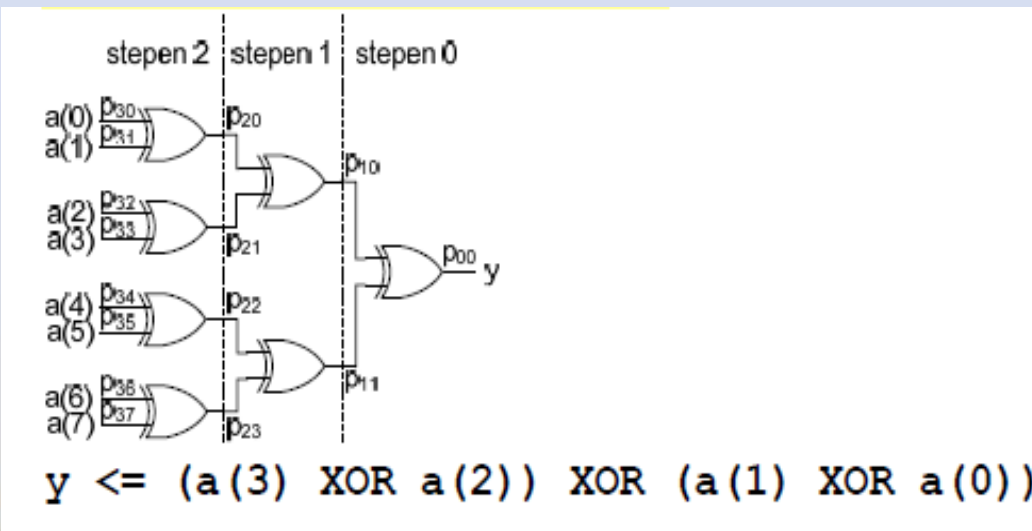 stepen 2 stepen 1 stepen 0
a(0) p30 p20
a(1) p31
p10
a(2) p32
a(3) p33 p21
p00 y
a(4) p34 p22
a(5) p35
p11
a(6) p36
a(7) p37 p23
y <= (a(3) XOR a(2)) XOR (a(1) XOR a(0))